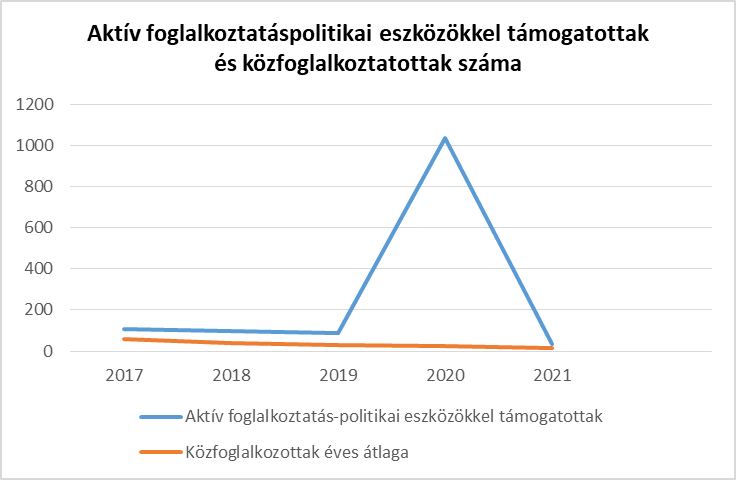 Aktív foglalkoztatáspolitikai eszközökkel támogatottak
és közfoglalkoztatottak száma
1200
1000
800
600
400
200
0
2017 2018 2019 2020 2021
Aktív foglalkoztatás-politikai eszközökkel támogatottak
Közfoglalkozottak éves átlaga